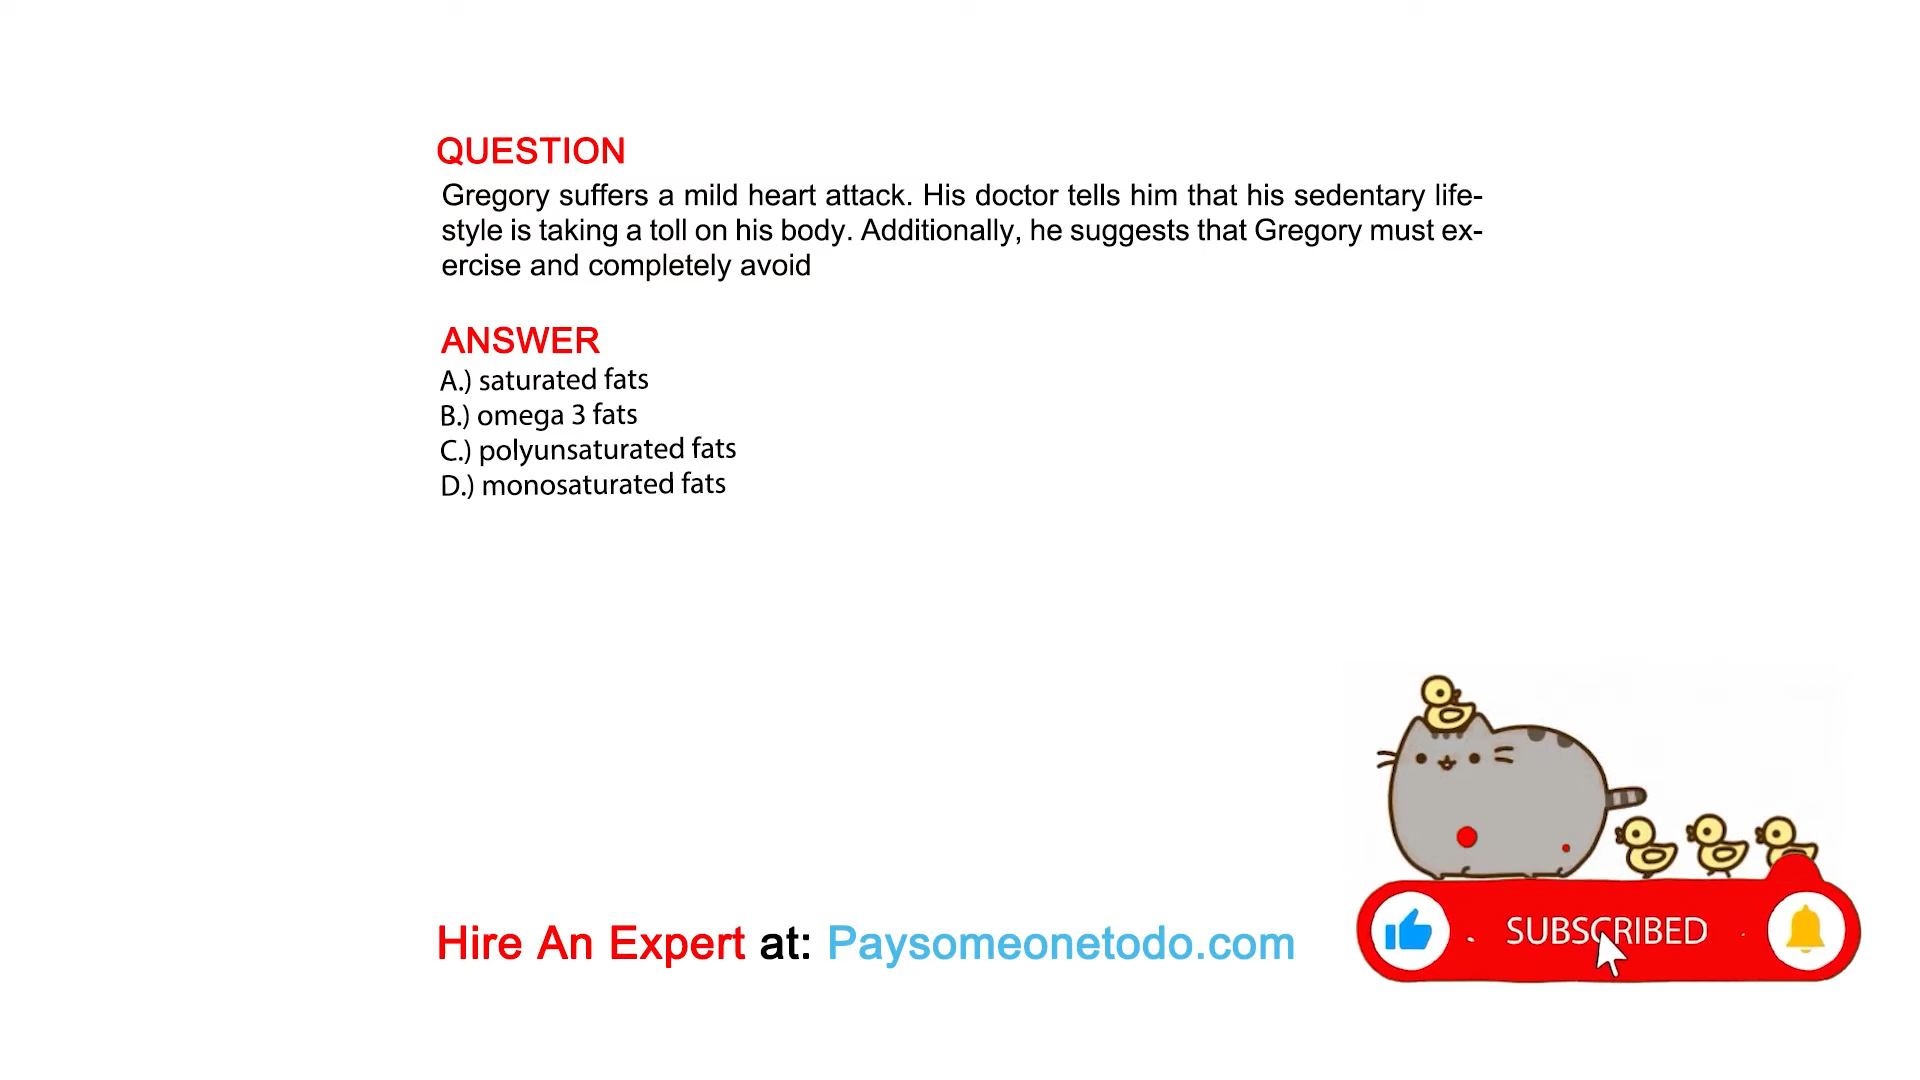 QUESTION
Gregory suffers a mild heart attack. His doctor tells him that his sedentary life-
style is taking a toll on his body. Additionally, he suggests that Gregory must ex-
ercise and completely avoid
ANSWER
A.) saturated fats
B.) omega 3 fats
C.) polyunsaturated fats
D.) monosaturated fats
Hire An Expert at: Paysomeonetodo.com
SUBSCRIBED